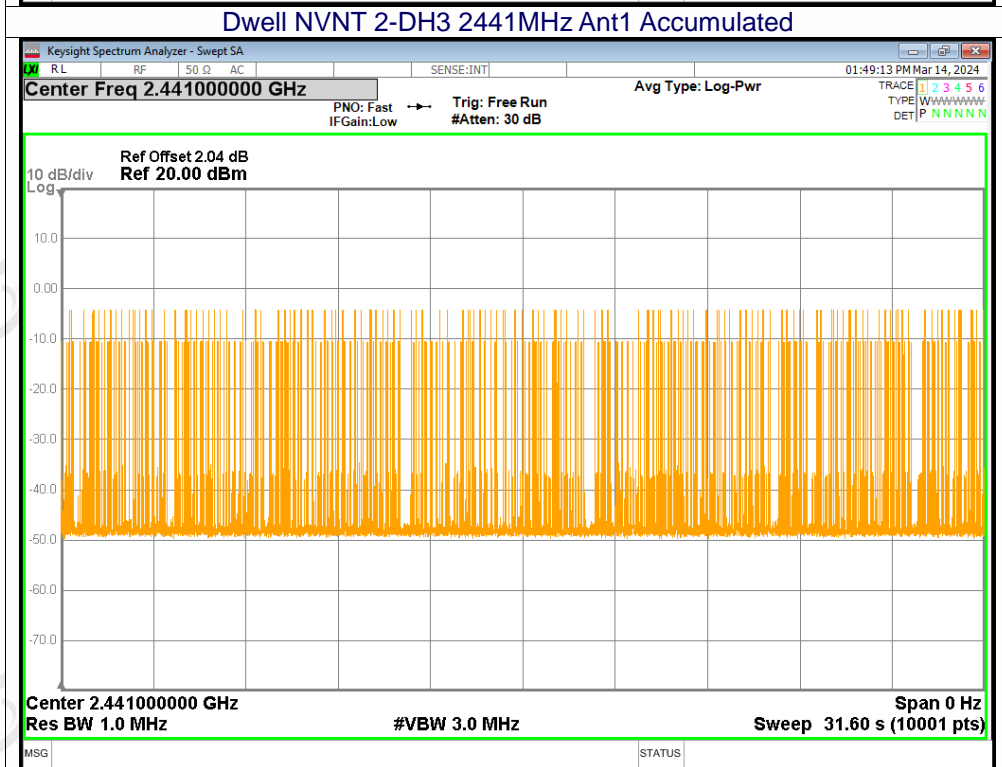 Dwell NVNT 2-DH3 2441MHz Ant1 Accumulated
Keysight Spectrum Analyzer - Swept SA
LXI RL RF 50 Ω AC SENSE:INT 01:49:13 PM Mar 14, 2024
Center Freq 2.441000000 GHz
PNO: Fast
IFGain:Low
Trig: Free Run
#Atten: 30 dB
Avg Type: Log-Pwr
TRACE 1 2 3 4 5 6
TYPE WWWWWWW
DET P N N N N N
Ref Offset 2.04 dB
10 dB/div Ref 20.00 dBm
Log
10.0
0.00
-10.0
-20.0
-30.0
-40.0
-50.0
-60.0
-70.0
Center 2.441000000 GHz Span 0 Hz
Res BW 1.0 MHz #VBW 3.0 MHz Sweep 31.60 s (10001 pts)
MSG STATUS